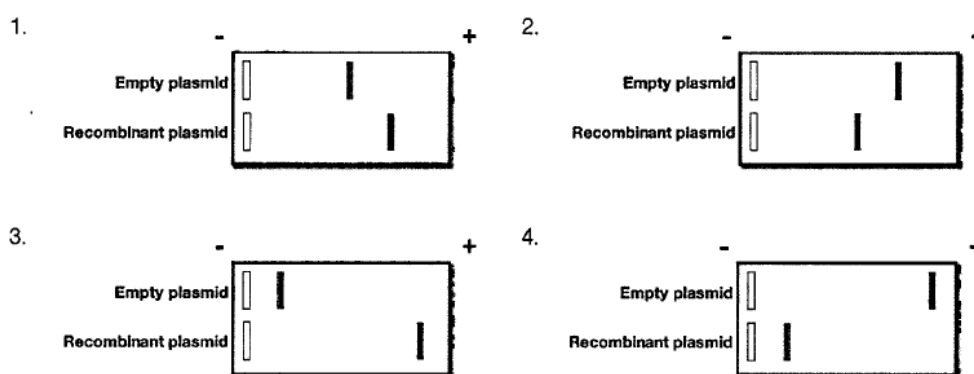 1.
2.
- +
-
Empty plasmid
Empty plasmid
Recombinant plasmid
Recombinant plasmid
3.
4.
- +
-
Empty plasmid
Empty plasmid
Recombinant plasmid
Recombinant plasmid